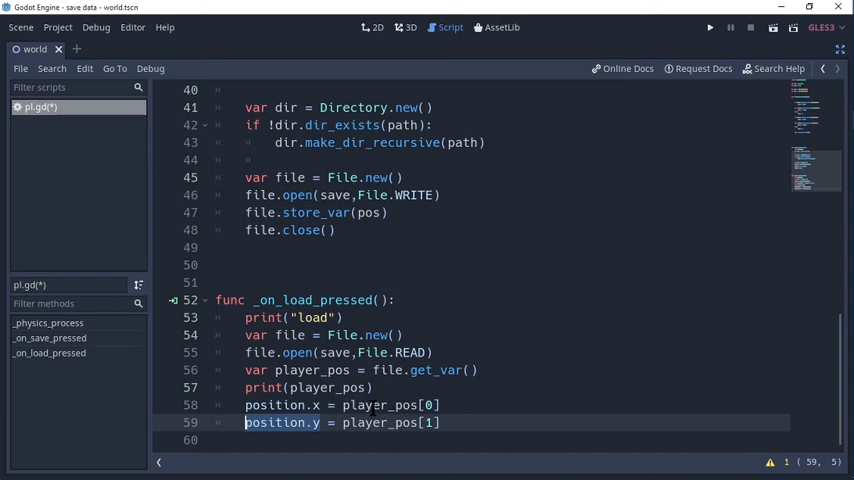 Godot Engine - save data - world.tscn
Scene Project Debug Editor Help
2D 3D Script AssetLib
GLES3
world
File Search Edit Go To Debug
Online Docs Request Docs Search Help
Filter scripts
pl.gd(*)
pl.gd(*)
Filter methods
_physics_process
_on_save_pressed
_on_load_pressed
40
41 var dir = Directory.new()
42 if !dir.dir_exists(path):
43 dir.make_dir_recursive(path)
44
45 var file = File.new()
46 file.open(save,File.WRITE)
47 file.store_var(pos)
48 file.close()
49
50
51
52 func _on_load_pressed():
53 print("load")
54 var file = File.new()
55 file.open(save,File.READ)
56 var player_pos = file.get_var()
57 print(player_pos)
58 position.x = player_pos[0]
59 position.y = player_pos[1]
60
1 ( 59, 5)